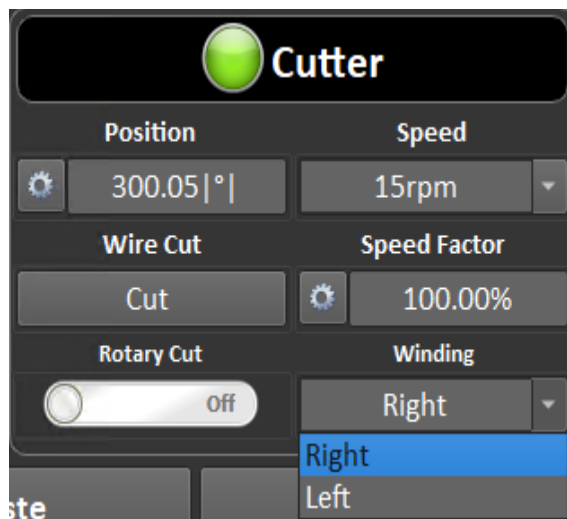 Cutter
Position Speed
300.05|°| 15rpm
Wire Cut Speed Factor
Cut 100.00%
Rotary Cut Winding
Off Right
Right
Left
ste